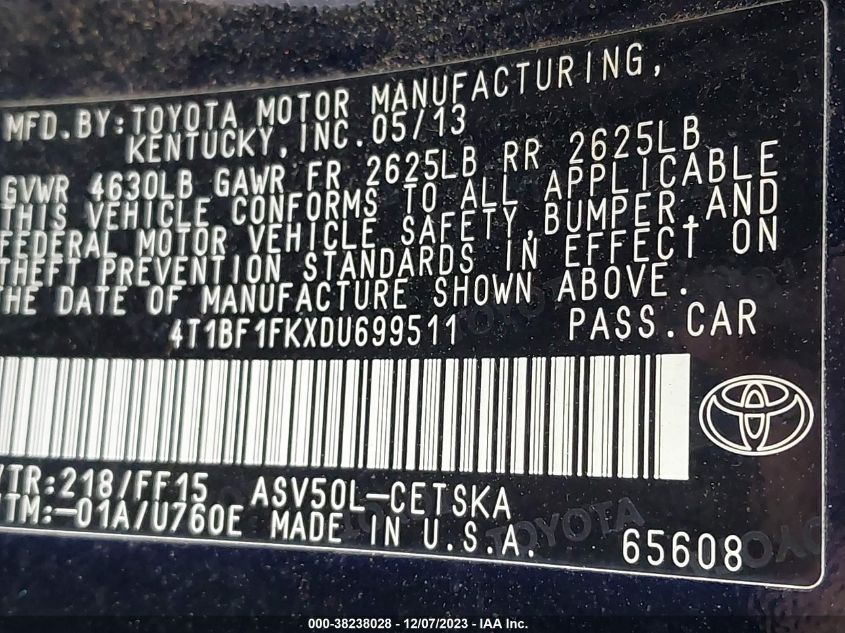 MFD.BY:TOYOTA MOTOR MANUFACTURING,
KENTUCKY,INC.05/13
GVWR 4630LB GAWR FR 2625LB RR 2625LB
THIS VEHICLE CONFORMS TO ALL APPLICABLE
FEDERAL MOTOR VEHICLE SAFETY,BUMPER,AND
THEFT PREVENTION STANDARDS IN EFFECT ON
THE DATE OF MANUFACTURE SHOWN ABOVE.
4T1BF1FKXDU699511 PASS.CAR
/TR:218/FF15 ASV50L-CETSKA
TM:-01A/U760E MADE IN U.S.A. 65608
TOYOTA
000-38238028 - 12/07/2023 - IAA Inc.